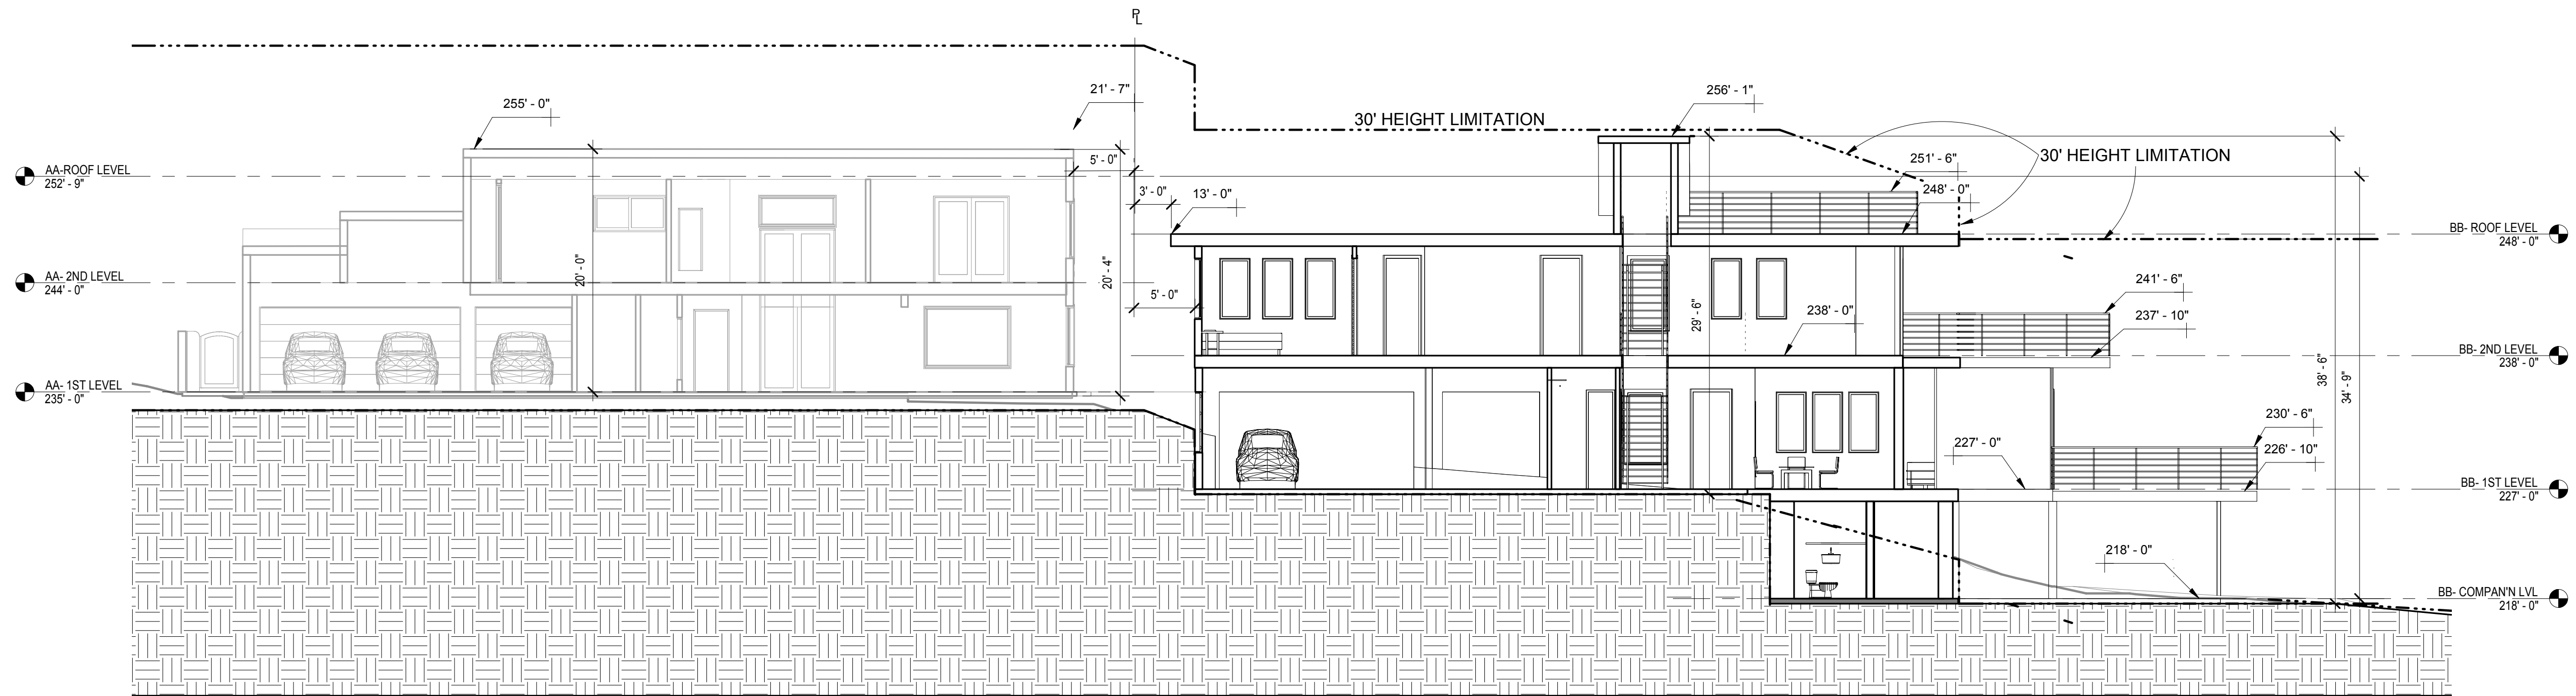 PL
255' - 0"
21' - 7"
256' - 1"
30' HEIGHT LIMITATION
30' HEIGHT LIMITATION
5' - 0"
251' - 6"
AA-ROOF LEVEL
252' - 9"
3' - 0"
13' - 0"
248' - 0"
BB- ROOF LEVEL
248' - 0"
AA- 2ND LEVEL
244' - 0"
20' - 0"
20' - 4"
5' - 0"
29' - 6"
238' - 0"
241' - 6"
237' - 10"
BB- 2ND LEVEL
238' - 0"
38' - 6"
34' - 9"
AA- 1ST LEVEL
235' - 0"
230' - 6"
227' - 0"
226' - 10"
BB- 1ST LEVEL
227' - 0"
218' - 0"
BB- COMPAN'N LVL
218' - 0"